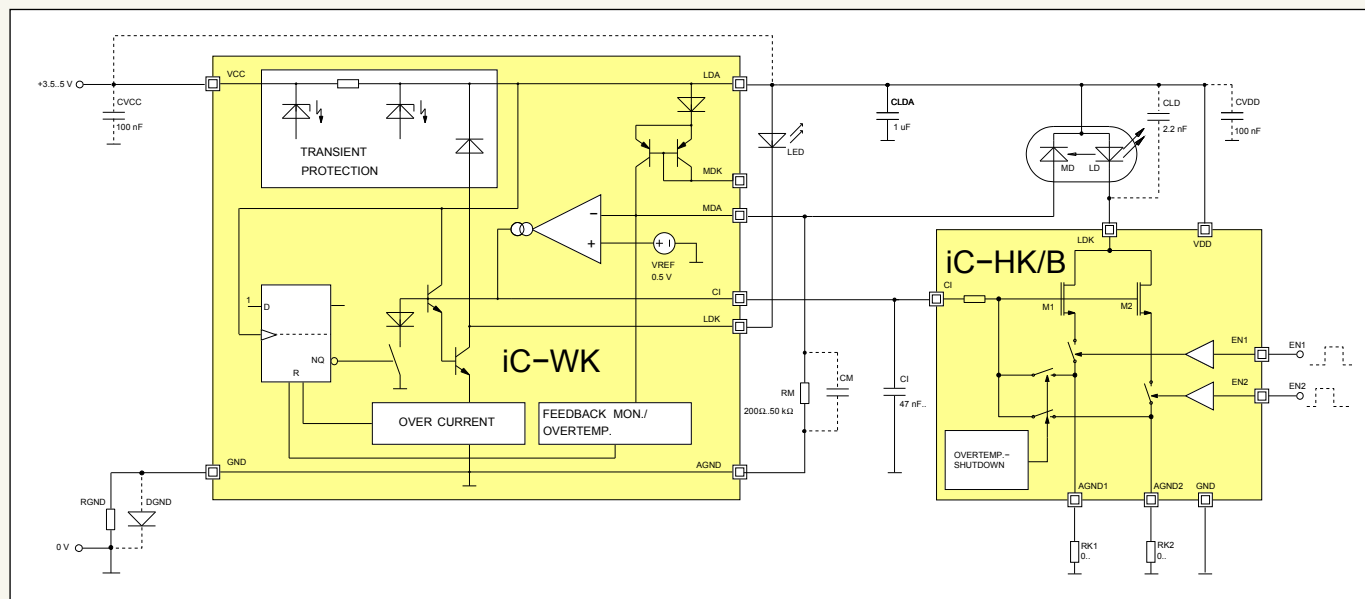 +3.5..5 V
CVCC
100 nF
VCC
TRANSIENT
PROTECTION
LDA
MDK
MDA
VREF
0.5 V
CI
LDK
1
D
NQ
R
iC−WK
OVER CURRENT
FEEDBACK MON./
OVERTEMP.
GND
AGND
RGND
DGND
0 V
LED
CLDA
1 uF
CLD
2.2 nF
CVDD
100 nF
MD
LD
RM
200Ω..50 kΩ
CM
CI
47 nF..
LDK
VDD
iC−HK/B
CI
M1
M2
EN1
EN1
EN2
EN2
OVERTEMP.−
SHUTDOWN
AGND1
AGND2
GND
RK1
0..
RK2
0..